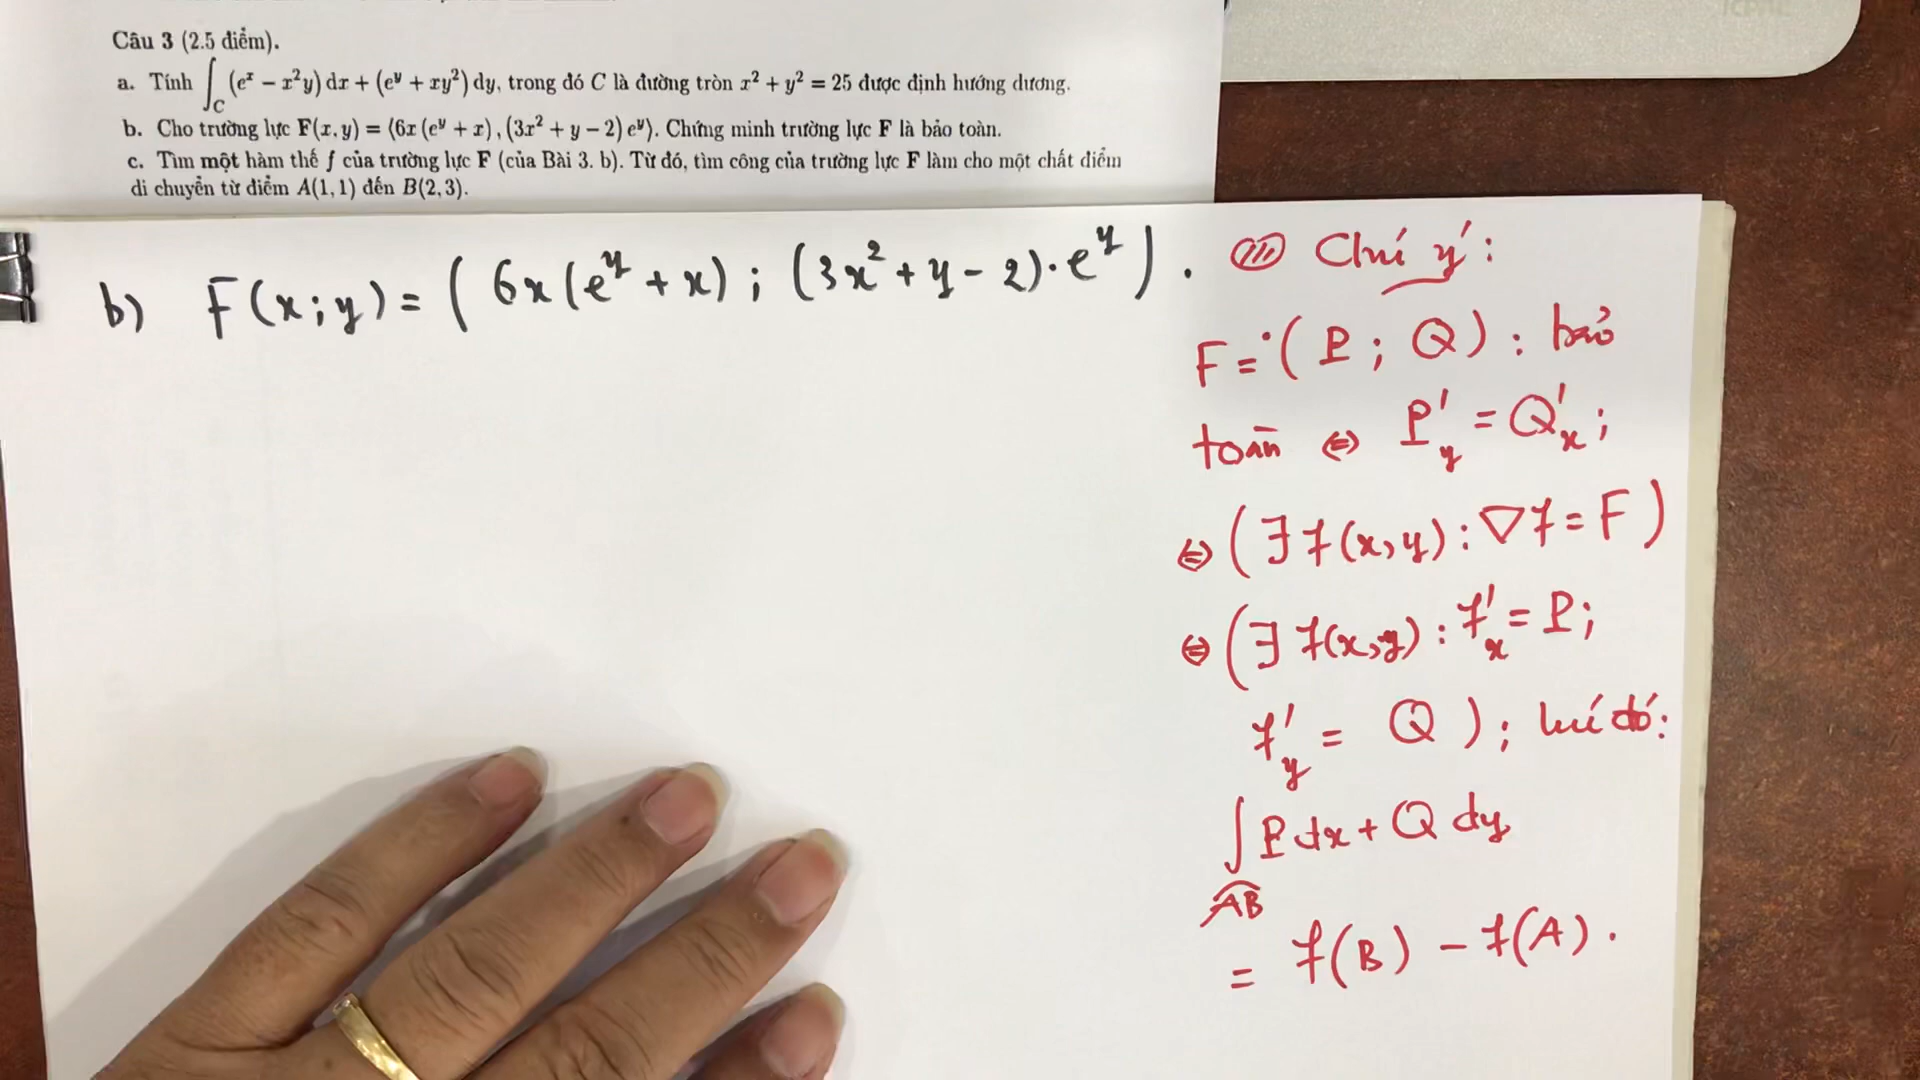 Câu 3 (2.5 điểm).
a. Tính ∫_C (e^x − x^2y) dx + (e^y + xy^2) dy, trong đó C là đường tròn x^2 + y^2 = 25 được định hướng dương.
b. Cho trường lực F(x, y) = ⟨6x (e^y + x) , (3x^2 + y − 2) e^y⟩. Chứng minh trường lực F là bảo toàn.
c. Tìm một hàm thế f của trường lực F (của Bài 3. b). Từ đó, tìm công của trường lực F làm cho một chất điểm
di chuyển từ điểm A(1, 1) đến B(2, 3).
b) F(x;y) = ( 6x(e^y + x) ; (3x^2 + y − 2)·e^y ) .
Chú ý :
F = (P ; Q) : bảo
toàn ⇔ P'_y = Q'_x ;
⇔ (∃ f(x,y) : ∇f = F)
⇔ (∃ f(x,y) : f'_x = P;
f'_y = Q ) ; lúc đó:
∫_AB P dx + Q dy
= f(B) − f(A) .